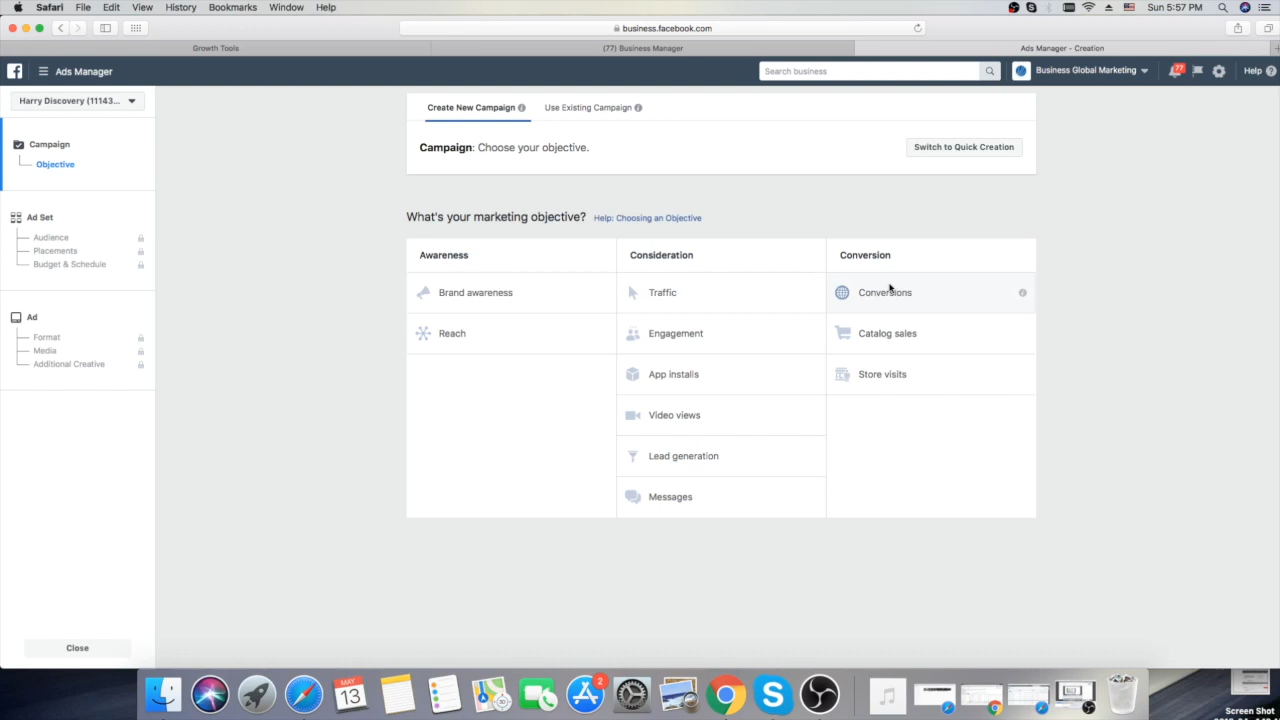 Safari File Edit View History Bookmarks Window Help
Sun 5:57 PM
business.facebook.com
Growth Tools
(77) Business Manager
Ads Manager - Creation
Ads Manager
Search business
Business Global Marketing
77
Help
Harry Discovery (11143...
Create New Campaign
Use Existing Campaign
Campaign
Objective
Campaign: Choose your objective.
Switch to Quick Creation
Ad Set
Audience
Placements
Budget & Schedule
Ad
Format
Media
Additional Creative
Close
What's your marketing objective? Help: Choosing an Objective
Awareness
Consideration
Conversion
Brand awareness
Traffic
Conversions
Reach
Engagement
Catalog sales
App installs
Store visits
Video views
Lead generation
Messages
MAY
13
2
Screen Shot